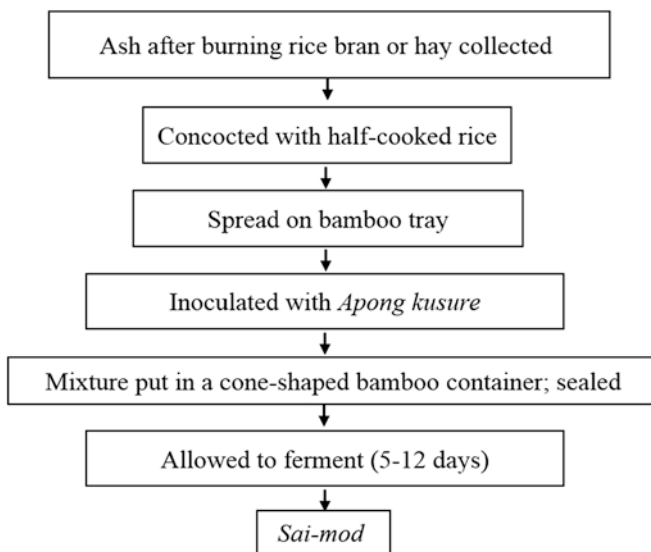 Ash after burning rice bran or hay collected
Concocted with half-cooked rice
Spread on bamboo tray
Inoculated with Apong kusure
Mixture put in a cone-shaped bamboo container; sealed
Allowed to ferment (5-12 days)
Sai-mod